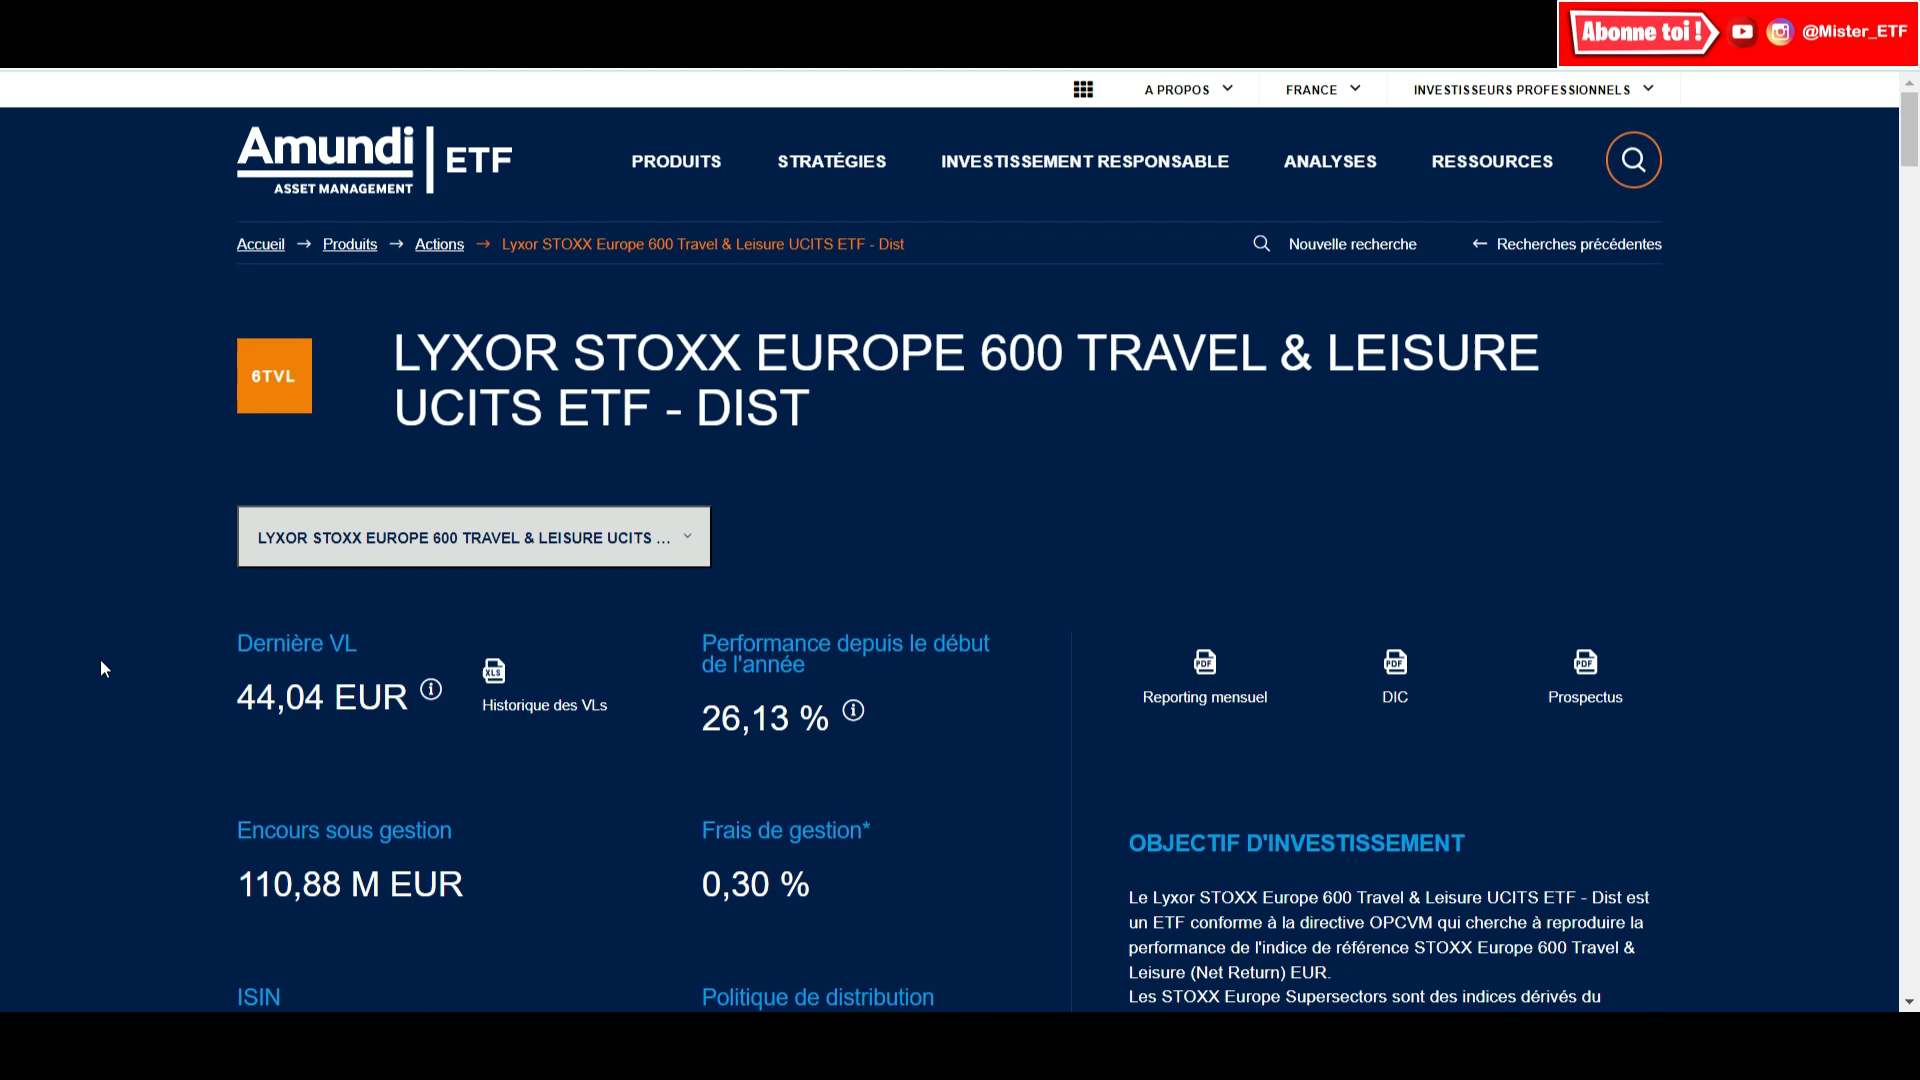 Abonne toi !
@Mister_ETF
A PROPOS
FRANCE
INVESTISSEURS PROFESSIONNELS
Amundi
ASSET MANAGEMENT
ETF
PRODUITS
STRATÉGIES
INVESTISSEMENT RESPONSABLE
ANALYSES
RESSOURCES
Accueil → Produits → Actions → Lyxor STOXX Europe 600 Travel & Leisure UCITS ETF - Dist
Nouvelle recherche
← Recherches précédentes
6TVL
LYXOR STOXX EUROPE 600 TRAVEL & LEISURE
UCITS ETF - DIST
LYXOR STOXX EUROPE 600 TRAVEL & LEISURE UCITS ...
Dernière VL
44,04 EUR
XLS
Historique des VLs
Performance depuis le début
de l'année
26,13 %
PDF
Reporting mensuel
PDF
DIC
PDF
Prospectus
Encours sous gestion
110,88 M EUR
Frais de gestion*
0,30 %
OBJECTIF D'INVESTISSEMENT
Le Lyxor STOXX Europe 600 Travel & Leisure UCITS ETF - Dist est
un ETF conforme à la directive OPCVM qui cherche à reproduire la
performance de l'indice de référence STOXX Europe 600 Travel &
Leisure (Net Return) EUR.
Les STOXX Europe Supersectors sont des indices dérivés du
ISIN
Politique de distribution